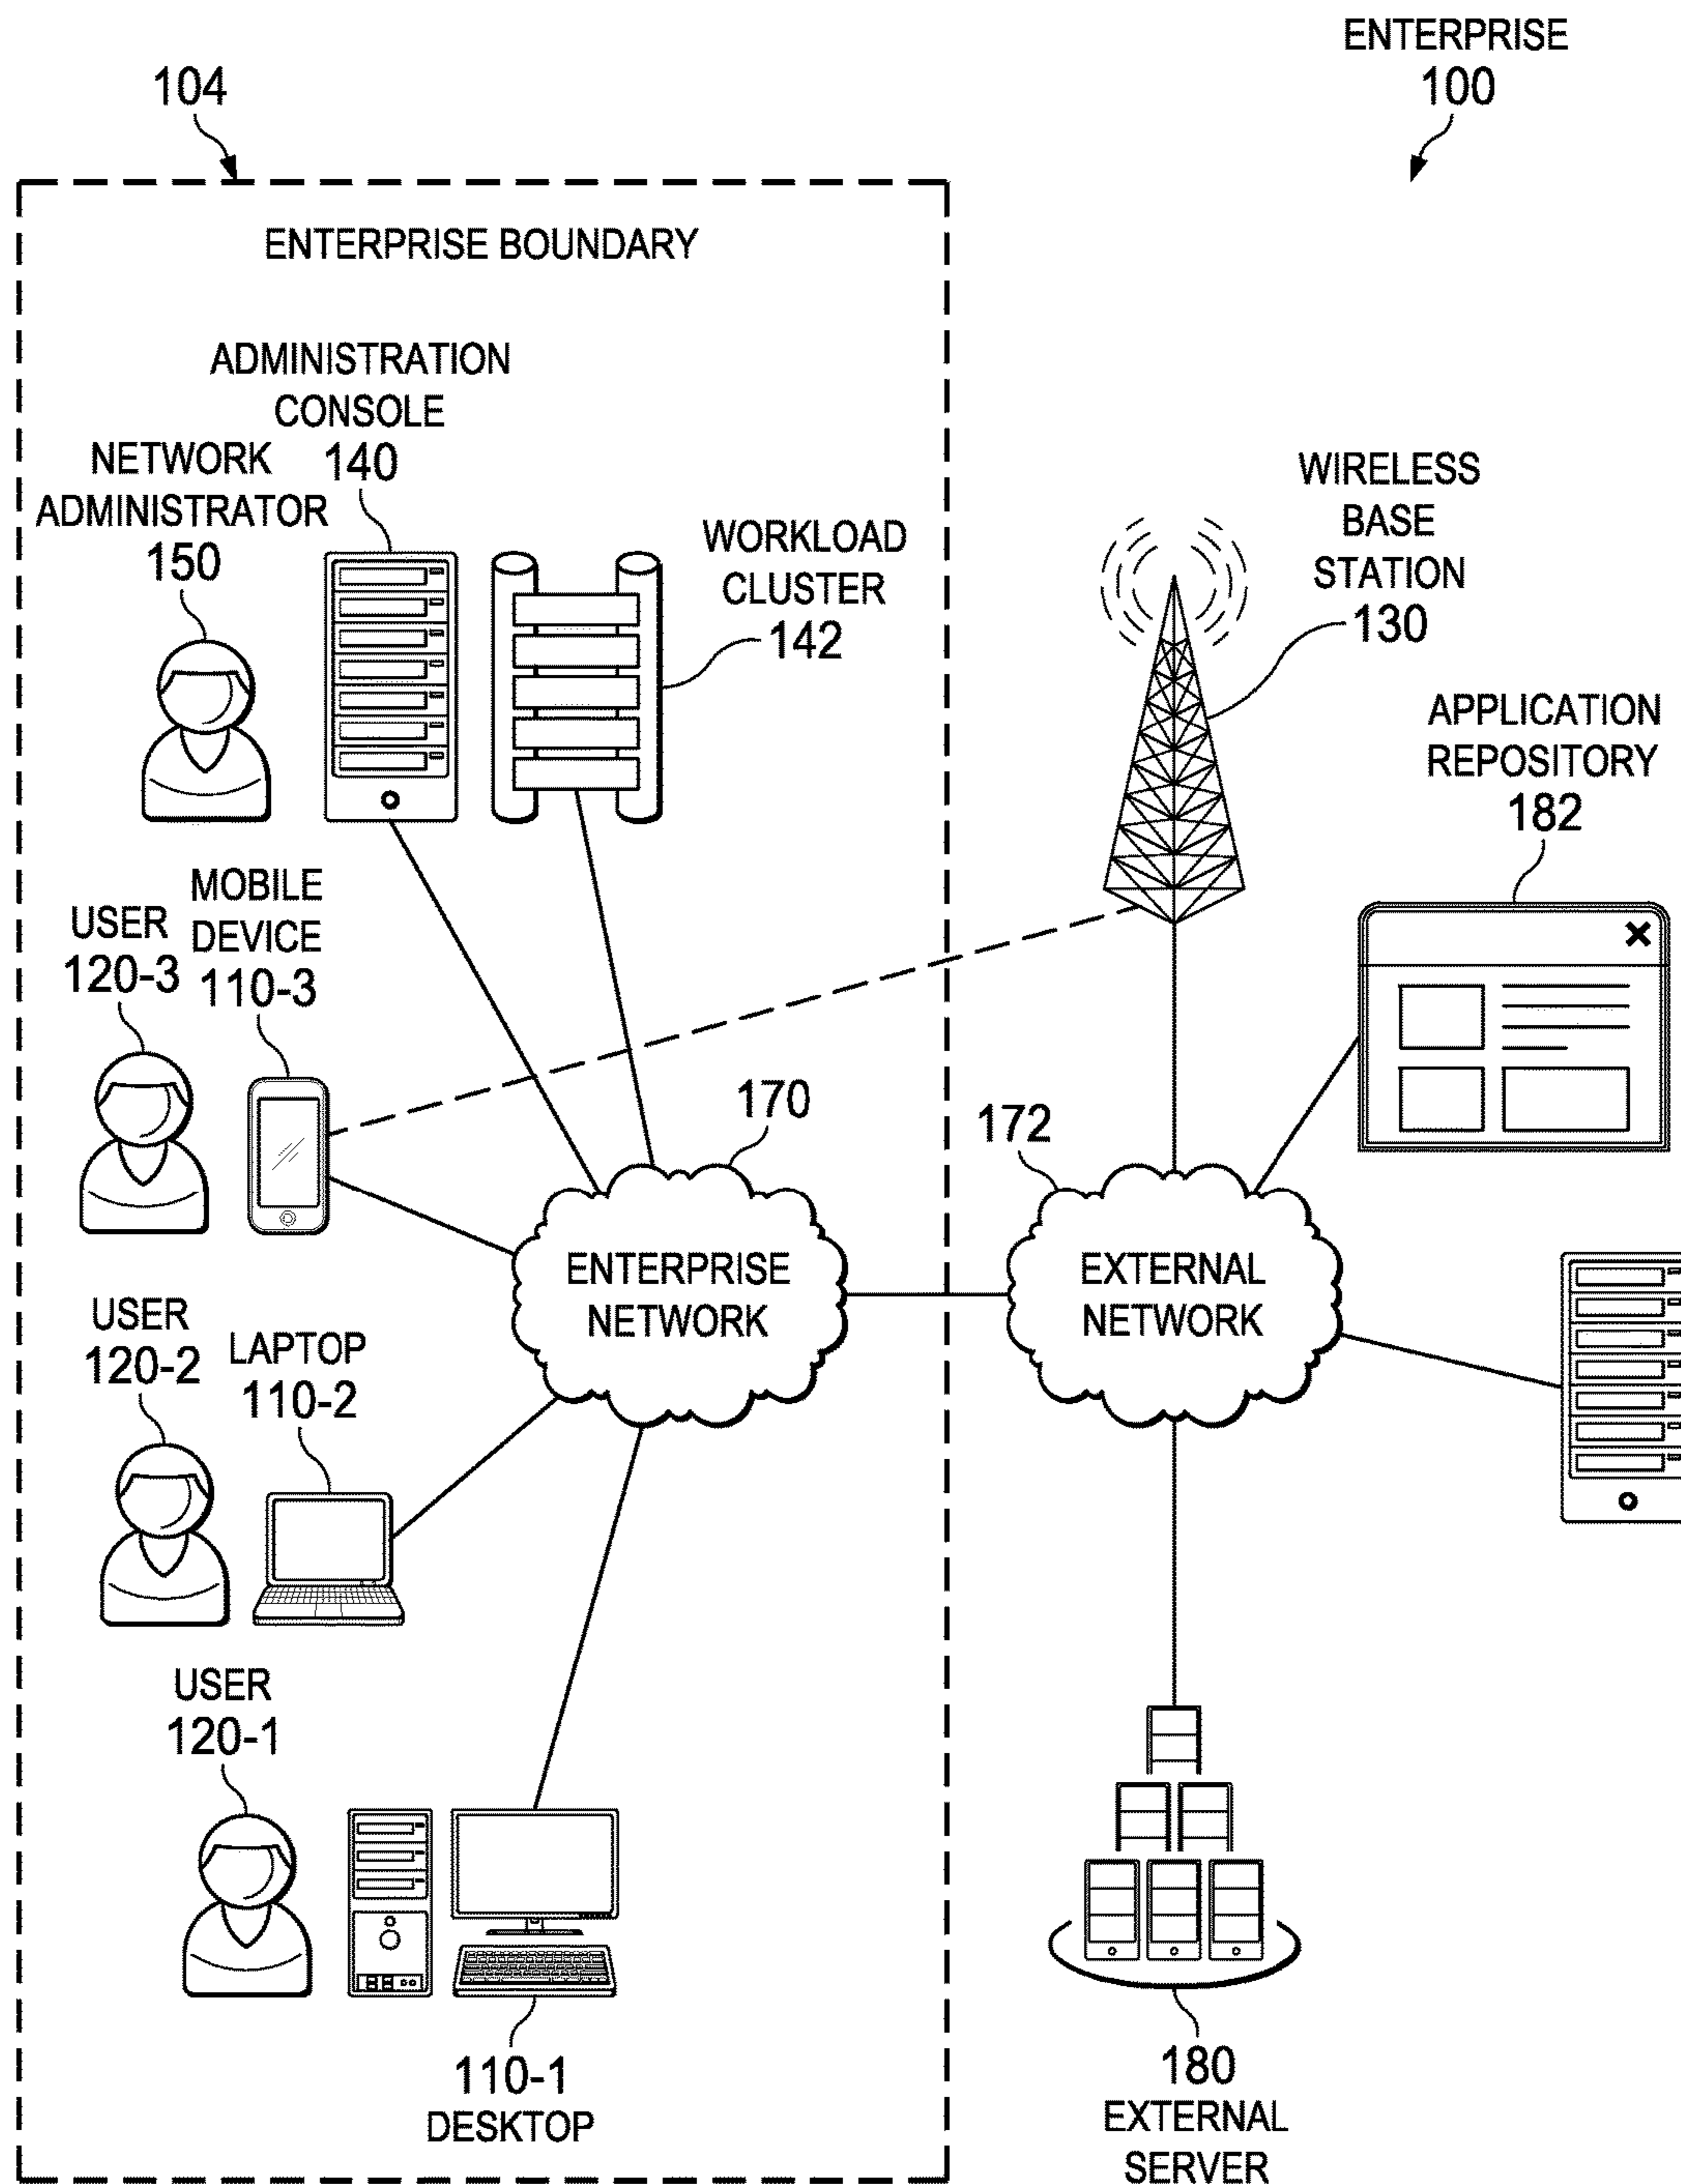 ENTERPRISE
100
104
ENTERPRISE BOUNDARY
ADMINISTRATION
CONSOLE
140
NETWORK
ADMINISTRATOR
150
WORKLOAD
CLUSTER
142
WIRELESS
BASE
STATION
130
APPLICATION
REPOSITORY
182
MOBILE
DEVICE
110-3
USER
120-3
170
ENTERPRISE
NETWORK
172
EXTERNAL
NETWORK
USER
120-2
LAPTOP
110-2
USER
120-1
110-1
DESKTOP
180
EXTERNAL
SERVER